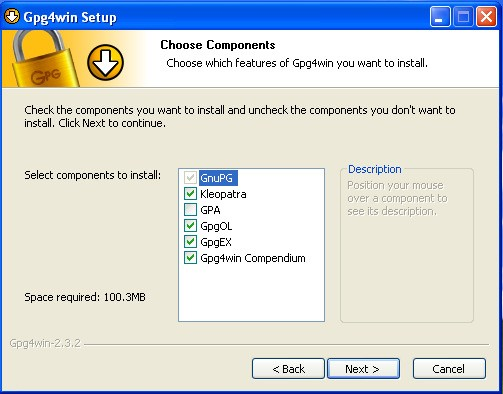 Gpg4win Setup
GPG
Choose Components
Choose which features of Gpg4win you want to install.
Check the components you want to install and uncheck the components you don't want to
install. Click Next to continue.
Select components to install:
GnuPG
Kleopatra
GPA
GpgOL
GpgEX
Gpg4win Compendium
Description
Position your mouse
over a component to
see its description.
Space required: 100.3MB
Gpg4win-2.3.2
< Back
Next >
Cancel